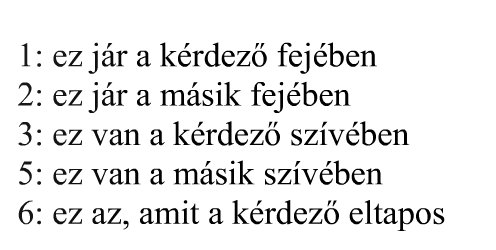 1: ez jár a kérdező fejében
2: ez jár a másik fejében
3: ez van a kérdező szívében
5: ez van a másik szívében
6: ez az, amit a kérdező eltapos